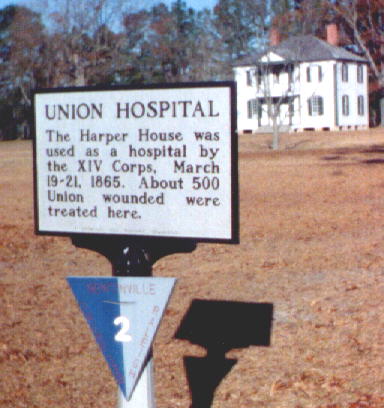 UNION HOSPITAL
The Harper House was
used as a hospital by
the XIV Corps, March
19-21, 1865. About 500
Union wounded were
treated here.
BENTONVILLE
2